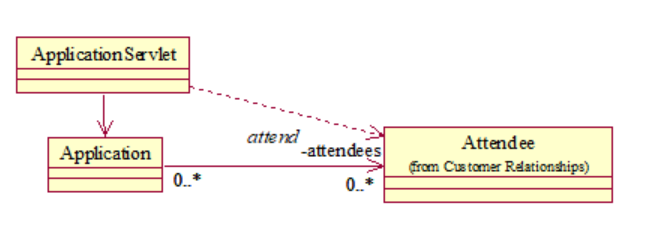 ApplicationServlet
attend
-attendees
Attendee
(from Customer Relationships)
Application
0..*
0..*